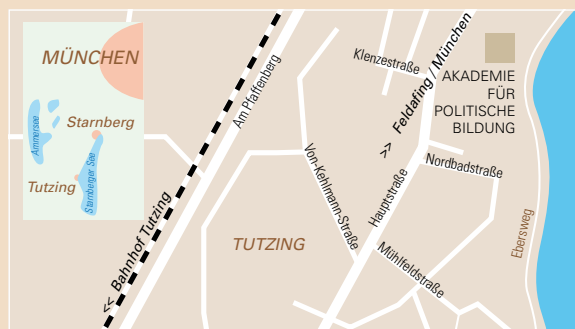 MÜNCHEN
Ammersee
Starnberg
Tutzing
Starnberger See
<< Bahnhof Tutzing
Am Pfaffenberg
TUTZING
Von-Kehlmann-Straße
Klenzestraße
>> Feldafing / München
Hauptstraße
AKADEMIE
FÜR
POLITISCHE
BILDUNG
Nordbadstraße
Mühlfeldstraße
Ebersweg